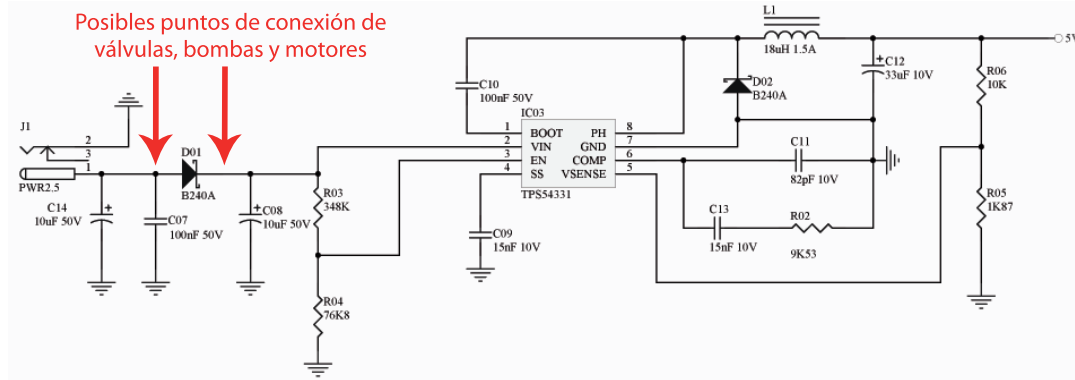 Posibles puntos de conexión de
válvulas, bombas y motores
L1
18uH 1.5A
5V
C10
100nF 50V
D02
B240A
C12
33uF 10V
R06
10K
J1
2
3
1
PWR2.5
D01
B240A
IC03
1 BOOT PH 8
2 VIN GND 7
3 EN COMP 6
4 SS VSENSE 5
TPS54331
C11
82pF 10V
C14
10uF 50V
C07
100nF 50V
C08
10uF 50V
R03
348K
C09
15nF 10V
C13
15nF 10V
R02
9K53
R05
1K87
R04
76K8